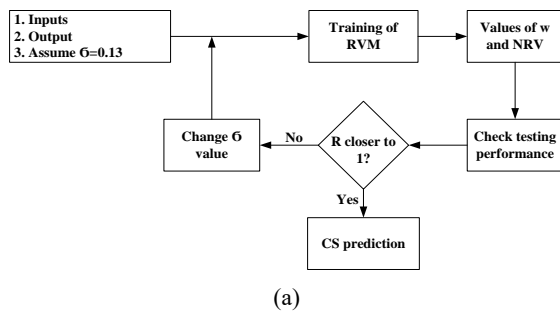 1. Inputs
2. Output
3. Assume б=0.13
Training of
RVM
Values of w
and NRV
Change б
value
No
R closer to
1?
Check testing
performance
Yes
CS prediction
(a)